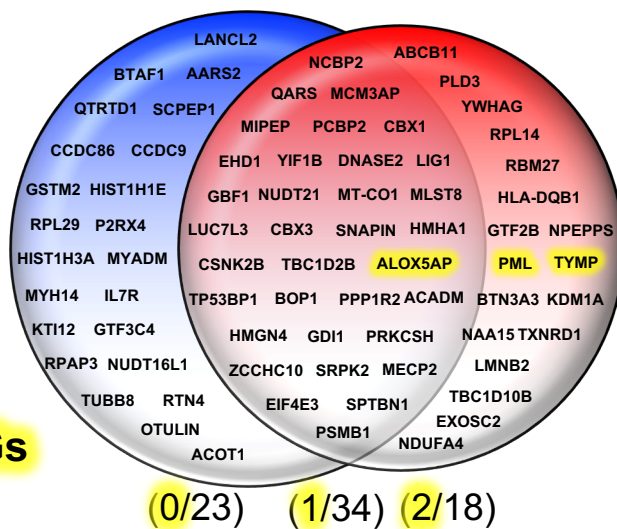 LANCL2
NCBP2 ABCB11
BTAF1 AARS2 PLD3
QARS MCM3AP
QTRTD1 SCPEP1 YWHAG
MIPEP PCBP2 CBX1 RPL14
CCDC86 CCDC9
EHD1 YIF1B DNASE2 LIG1 RBM27
GSTM2 HIST1H1E GBF1 NUDT21 MT-CO1 MLST8 HLA-DQB1
RPL29 P2RX4 LUC7L3 CBX3 SNAPIN HMHA1 GTF2B NPEPPS
HIST1H3A MYADM CSNK2B TBC1D2B ALOX5AP PML TYMP
MYH14 IL7R TP53BP1 BOP1 PPP1R2 ACADM BTN3A3 KDM1A
KTI12 GTF3C4 HMGN4 GDI1 PRKCSH NAA15 TXNRD1
RPAP3 NUDT16L1 ZCCHC10 SRPK2 MECP2 LMNB2
TUBB8 RTN4 EIF4E3 SPTBN1 TBC1D10B
OTULIN PSMB1 EXOSC2
ACOT1 NDUFA4
(0/23) (1/34) (2/18)